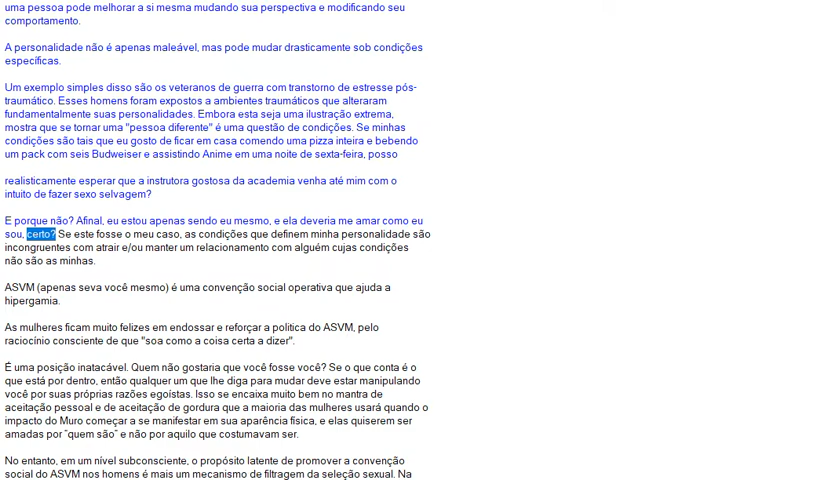 uma pessoa pode melhorar a si mesma mudando sua perspectiva e modificando seu
comportamento.
A personalidade não é apenas maleável, mas pode mudar drasticamente sob condições
específicas.
Um exemplo simples disso são os veteranos de guerra com transtorno de estresse pós-
traumático. Esses homens foram expostos a ambientes traumáticos que alteraram
fundamentalmente suas personalidades. Embora esta seja uma ilustração extrema,
mostra que se tornar uma "pessoa diferente" é uma questão de condições. Se minhas
condições são tais que eu gosto de ficar em casa comendo uma pizza inteira e bebendo
um pack com seis Budweiser e assistindo Anime em uma noite de sexta-feira, posso
realisticamente esperar que a instrutora gostosa da academia venha até mim com o
intuito de fazer sexo selvagem?
E porque não? Afinal, eu estou apenas sendo eu mesmo, e ela deveria me amar como eu
sou, certo? Se este fosse o meu caso, as condições que definem minha personalidade são
incongruentes com atrair e/ou manter um relacionamento com alguém cujas condições
não são as minhas.
ASVM (apenas seva você mesmo) é uma convenção social operativa que ajuda a
hipergamia.
As mulheres ficam muito felizes em endossar e reforçar a politica do ASVM, pelo
raciocínio consciente de que "soa como a coisa certa a dizer".
É uma posição inatacável. Quem não gostaria que você fosse você? Se o que conta é o
que está por dentro, então qualquer um que lhe diga para mudar deve estar manipulando
você por suas próprias razões egoístas. Isso se encaixa muito bem no mantra de
aceitação pessoal e de aceitação de gordura que a maioria das mulheres usará quando o
impacto do Muro começar a se manifestar em sua aparência física, e elas quiserem ser
amadas por "quem são" e não por aquilo que costumavam ser.
No entanto, em um nível subconsciente, o propósito latente de promover a convenção
social do ASVM nos homens é mais um mecanismo de filtragem da seleção sexual. Na